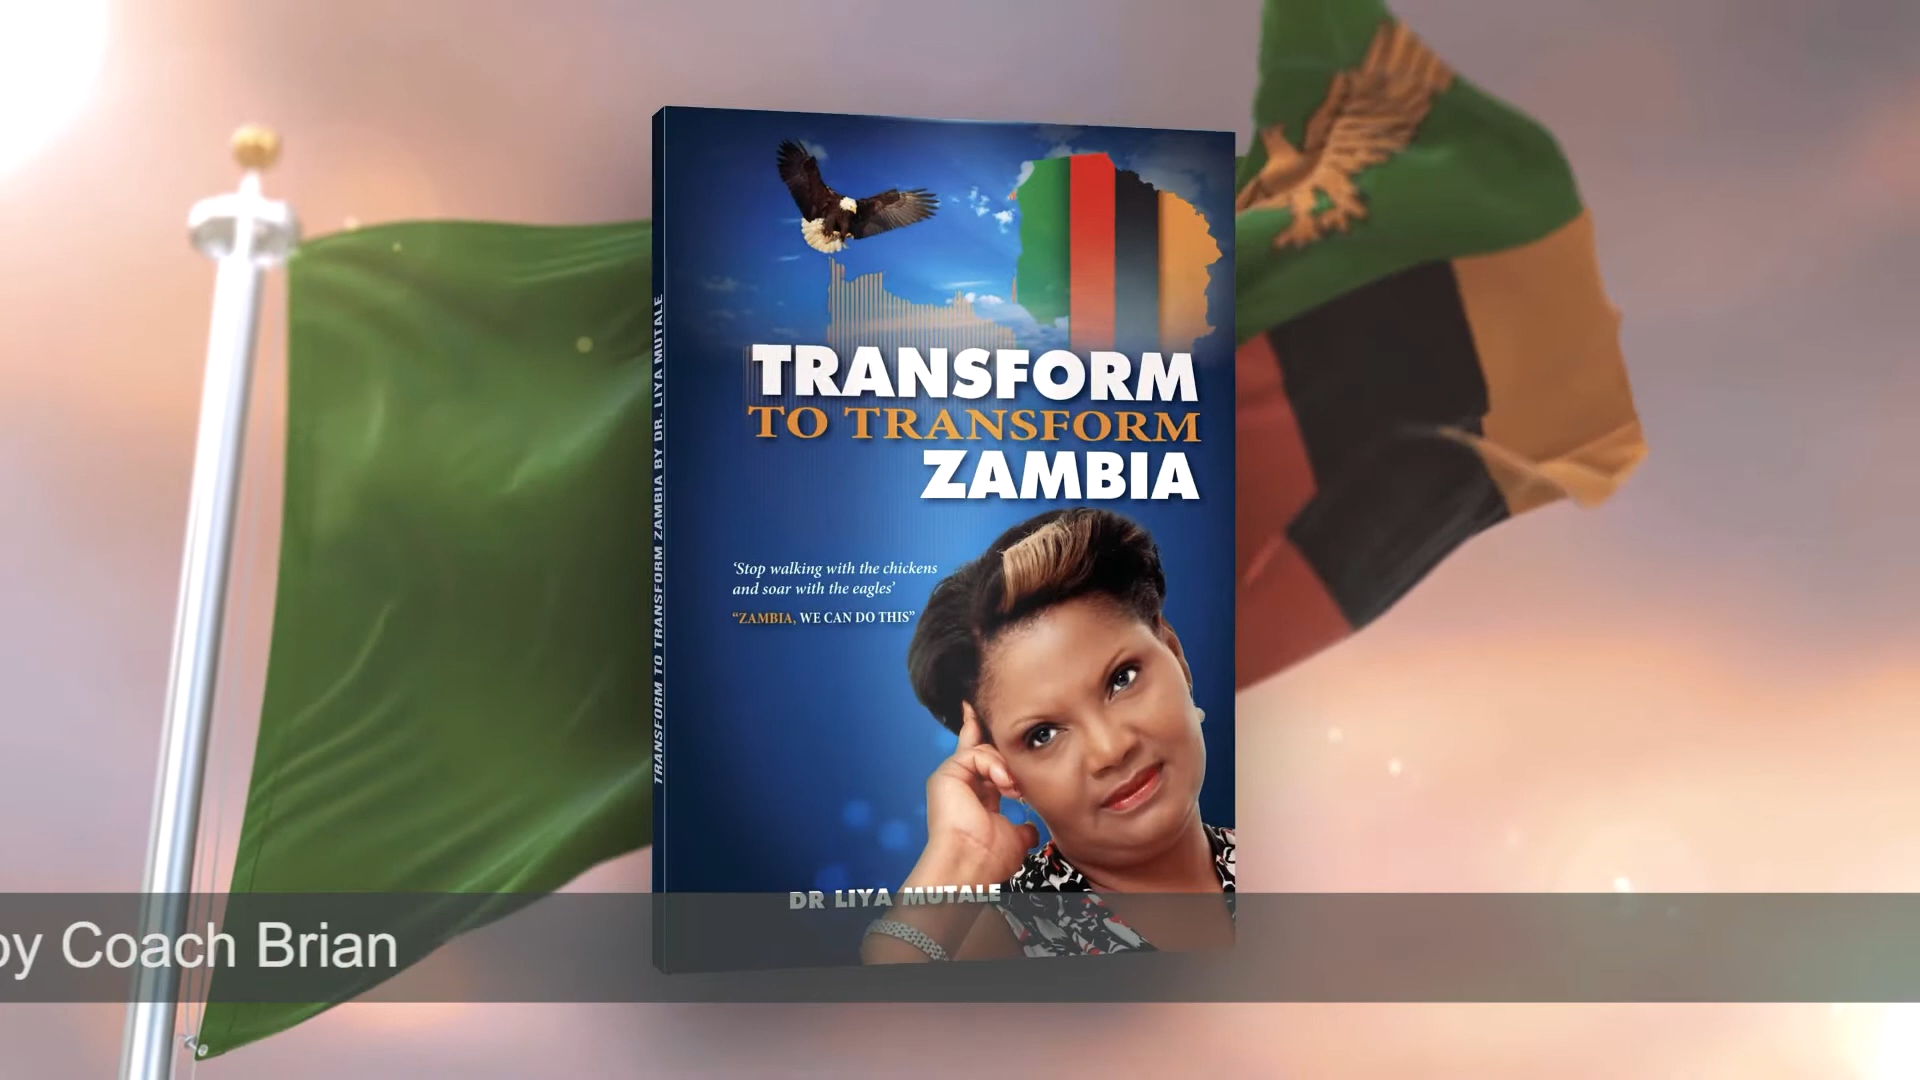 TRANSFORM
TO TRANSFORM
ZAMBIA
‘Stop walking with the chickens
and soar with the eagles’
“ZAMBIA, WE CAN DO THIS”
DR LIYA MUTALE
TRANSFORM TO TRANSFORM ZAMBIA BY DR. LIYA MUTALE
by Coach Brian